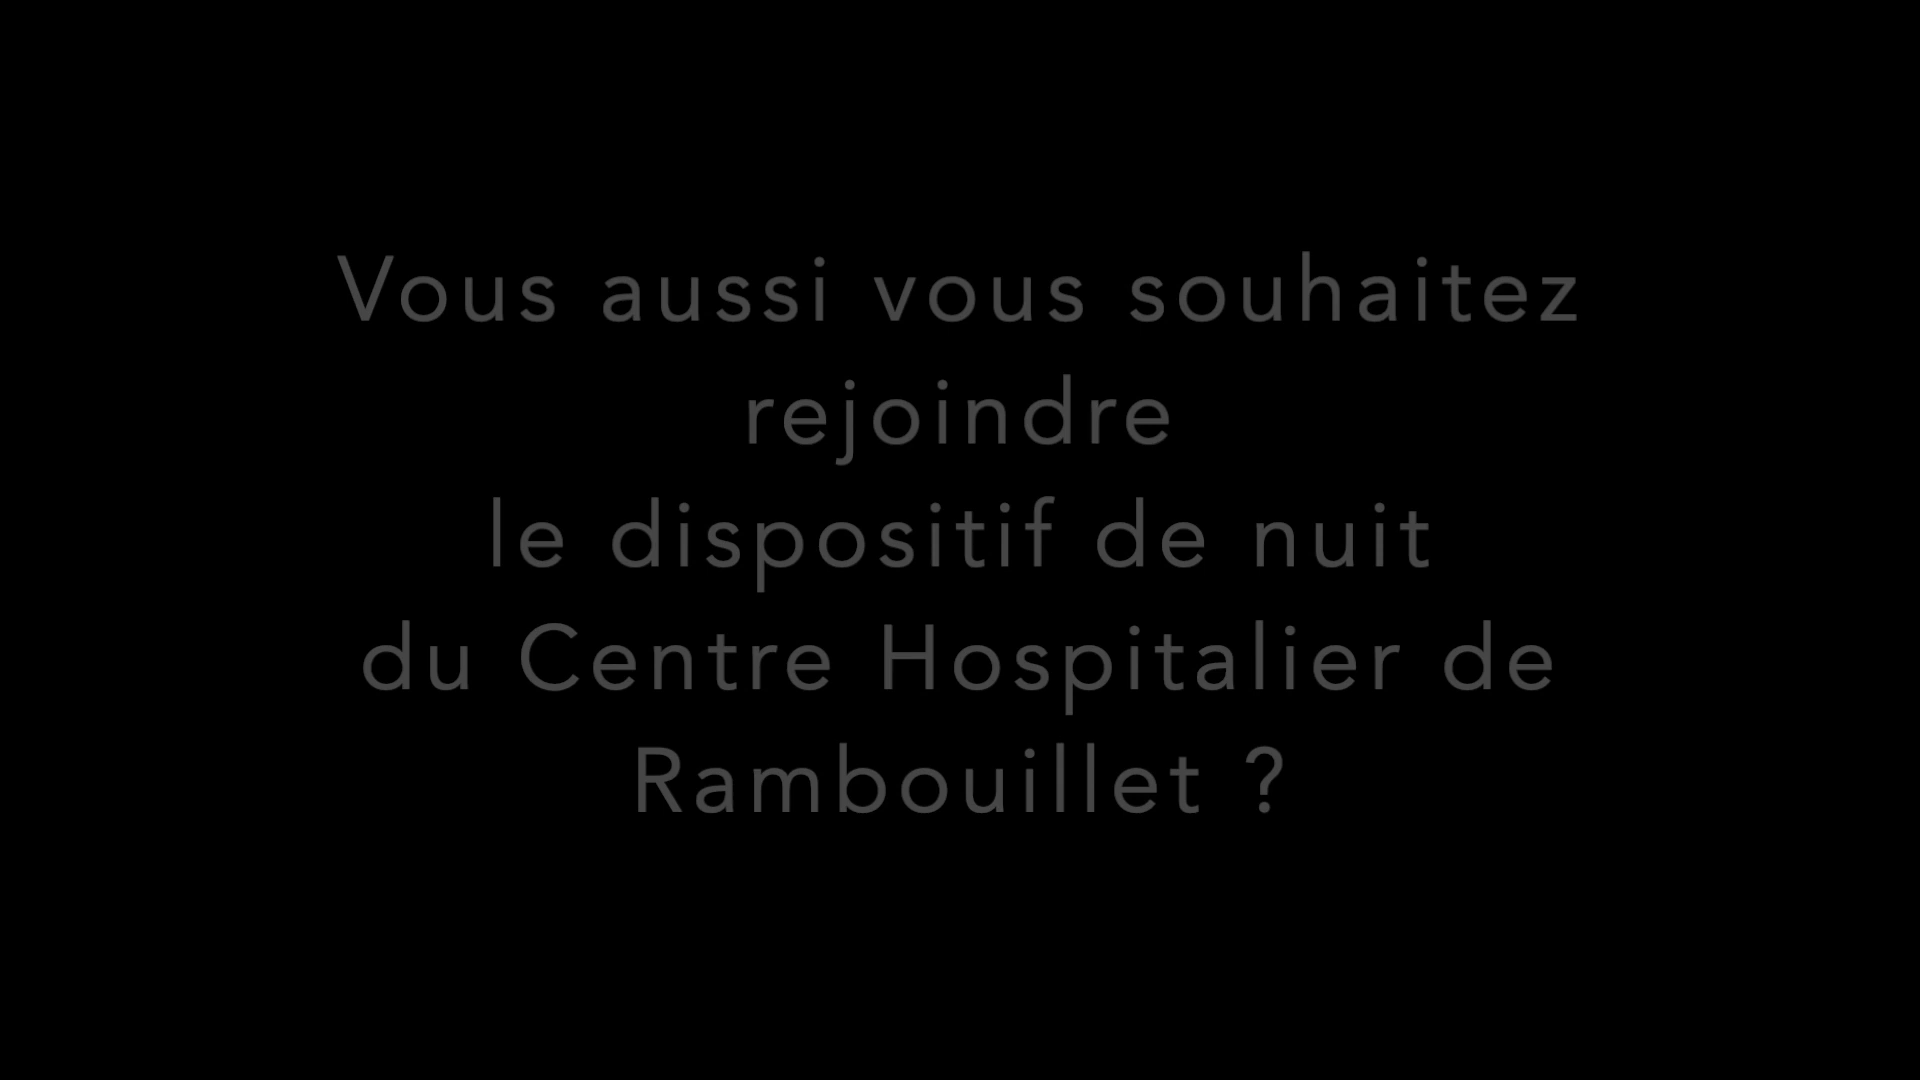 Vous aussi vous souhaitez
rejoindre
le dispositif de nuit
du Centre Hospitalier de
Rambouillet ?